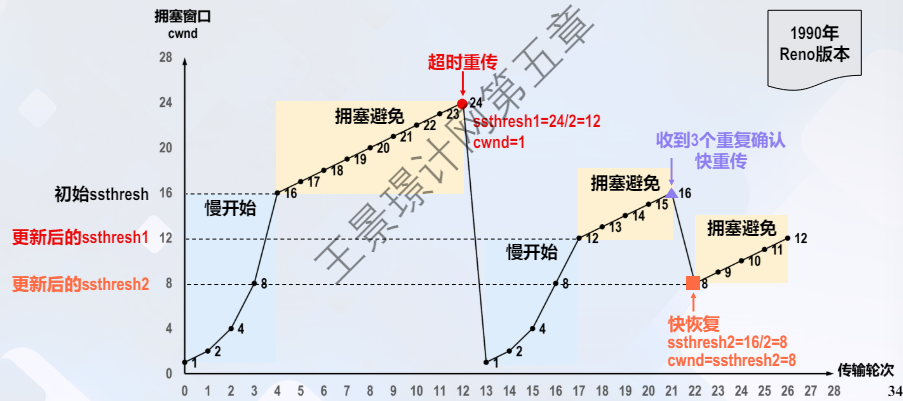 拥塞窗口
cwnd
1990年
Reno版本
28
24
20
16
12
8
4
0
初始ssthresh
更新后的ssthresh1
更新后的ssthresh2
慢开始
1
2
4
8
16
17
18
19
20
21
22
23
24
拥塞避免
超时重传
ssthresh1=24/2=12
cwnd=1
慢开始
1
2
4
8
12
13
14
15
16
拥塞避免
收到3个重复确认
快重传
8
9
10
11
12
拥塞避免
快恢复
ssthresh2=16/2=8
cwnd=ssthresh2=8
0 1 2 3 4 5 6 7 8 9 10 11 12 13 14 15 16 17 18 19 20 21 22 23 24 25 26 27 28
传输轮次
王景璟计网第五章
34